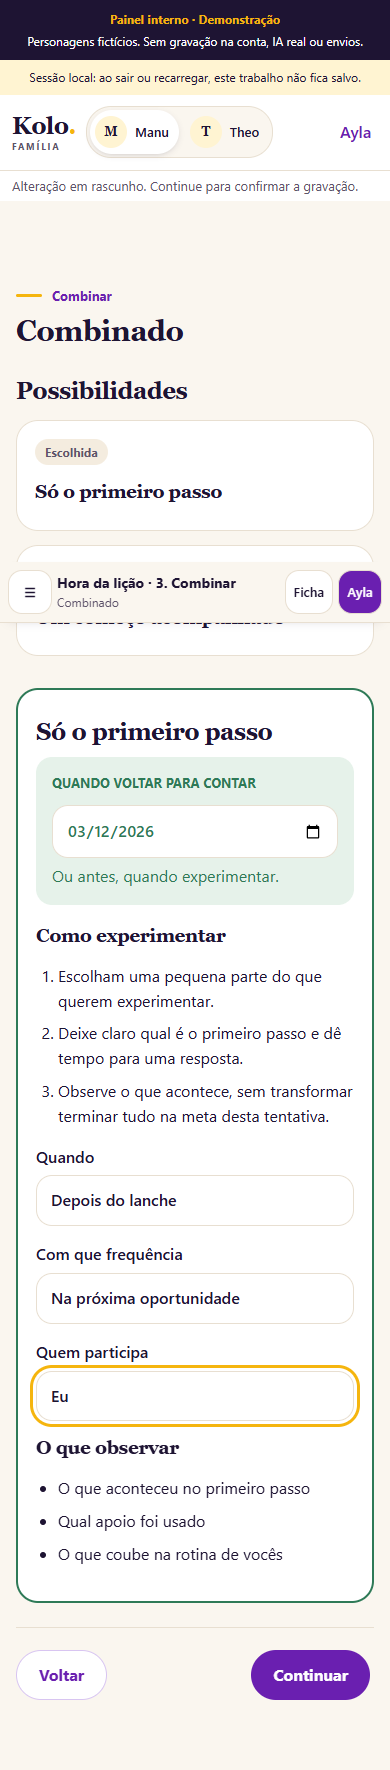 Painel interno · Demonstração
Personagens fictícios. Sem gravação na conta, IA real ou envios.
Sessão local: ao sair ou recarregar, este trabalho não fica salvo.
Kolo.
FAMÍLIA
M Manu
T Theo
Ayla
Alteração em rascunho. Continue para confirmar a gravação.
Combinar
Combinado
Possibilidades
Escolhida
Só o primeiro passo
☰
Hora da lição · 3. Combinar
Combinado
Ficha
Ayla
Só o primeiro passo
QUANDO VOLTAR PARA CONTAR
03/12/2026
Ou antes, quando experimentar.
Como experimentar
1. Escolham uma pequena parte do que
querem experimentar.
2. Deixe claro qual é o primeiro passo e dê
tempo para uma resposta.
3. Observe o que acontece, sem transformar
terminar tudo na meta desta tentativa.
Quando
Depois do lanche
Com que frequência
Na próxima oportunidade
Quem participa
Eu
O que observar
• O que aconteceu no primeiro passo
• Qual apoio foi usado
• O que coube na rotina de vocês
Voltar
Continuar